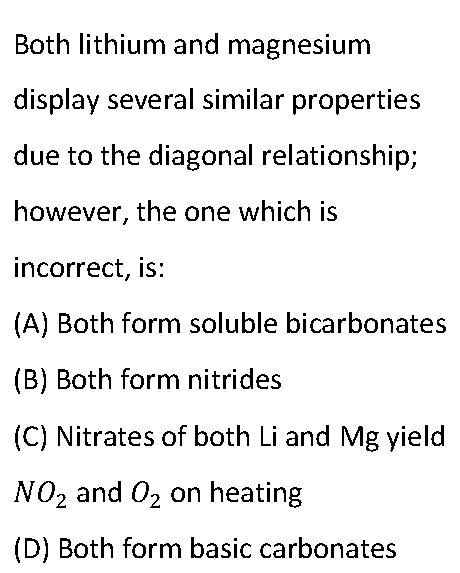 Both lithium and magnesium
display several similar properties
due to the diagonal relationship;
however, the one which is
incorrect, is:
(A) Both form soluble bicarbonates
(B) Both form nitrides
(C) Nitrates of both Li and Mg yield
𝑁𝑂₂ and 𝑂₂ on heating
(D) Both form basic carbonates